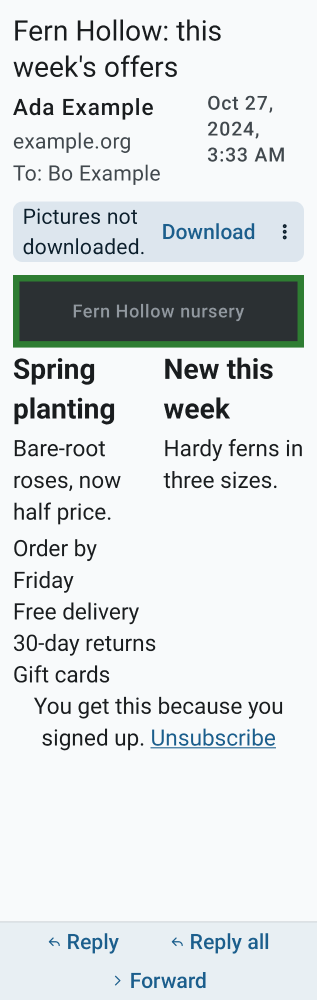 Fern Hollow: this
week's offers
Ada Example
example.org
To: Bo Example
Oct 27,
2024,
3:33 AM
Pictures not
downloaded.
Download
Fern Hollow nursery
Spring
planting
Bare-root
roses, now
half price.
New this
week
Hardy ferns in
three sizes.
Order by
Friday
Free delivery
30-day returns
Gift cards
You get this because you
signed up. Unsubscribe
Reply
Reply all
Forward